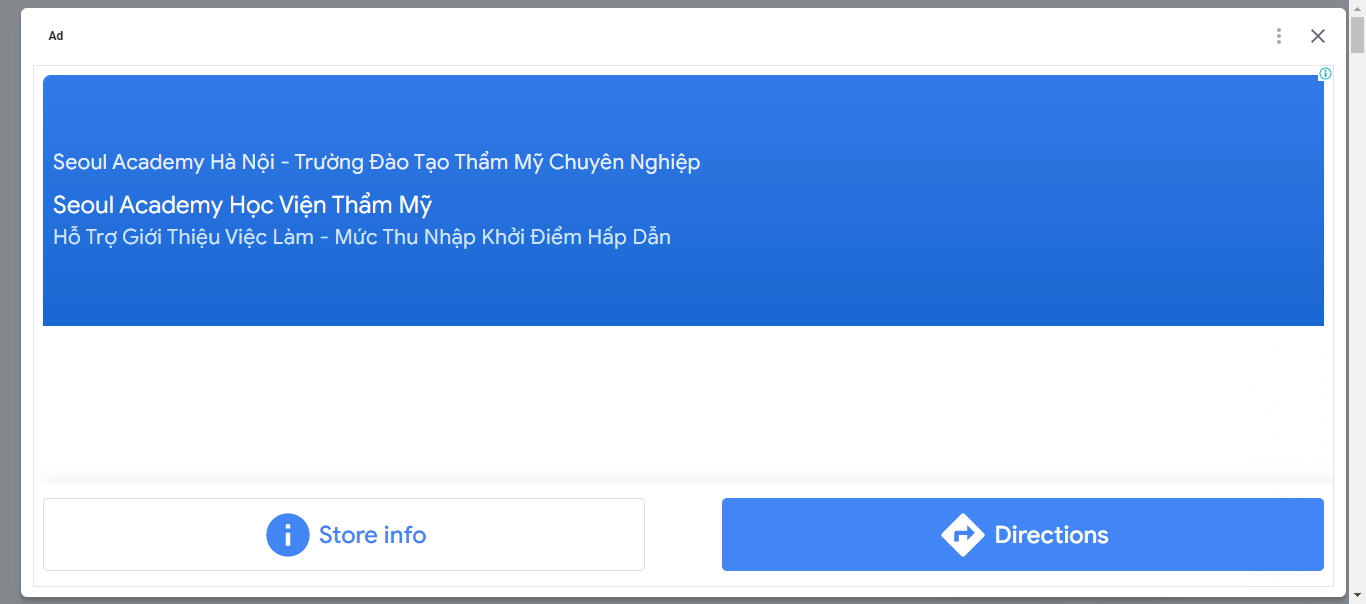 Ad
Seoul Academy Hà Nội - Trường Đào Tạo Thẩm Mỹ Chuyên Nghiệp
Seoul Academy Học Viện Thẩm Mỹ
Hỗ Trợ Giới Thiệu Việc Làm - Mức Thu Nhập Khởi Điểm Hấp Dẫn
Store info
Directions